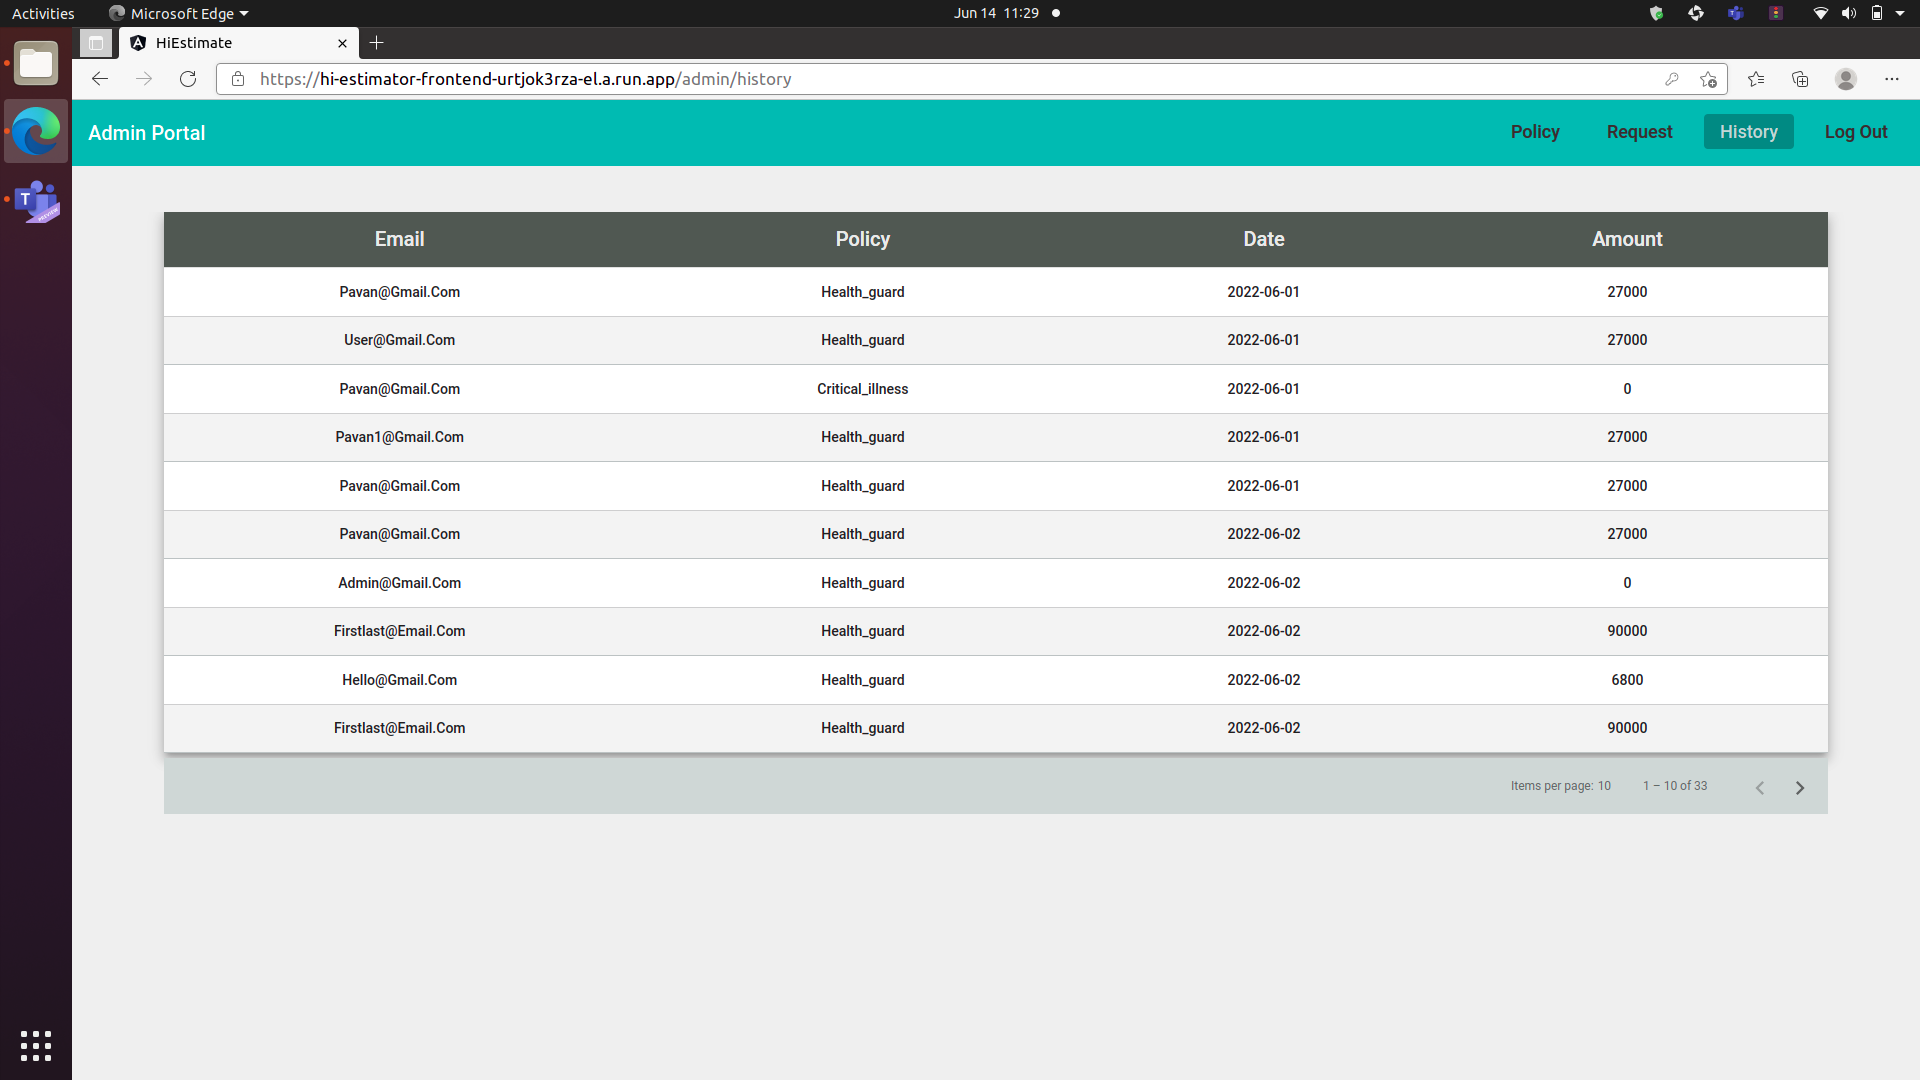 Activities Microsoft Edge Jun 14 11:29
HiEstimate
https://hi-estimator-frontend-urtjok3rza-el.a.run.app/admin/history
Admin Portal Policy Request History Log Out
Email Policy Date Amount
Pavan@Gmail.Com Health_guard 2022-06-01 27000
User@Gmail.Com Health_guard 2022-06-01 27000
Pavan@Gmail.Com Critical_illness 2022-06-01 0
Pavan1@Gmail.Com Health_guard 2022-06-01 27000
Pavan@Gmail.Com Health_guard 2022-06-01 27000
Pavan@Gmail.Com Health_guard 2022-06-02 27000
Admin@Gmail.Com Health_guard 2022-06-02 0
Firstlast@Email.Com Health_guard 2022-06-02 90000
Hello@Gmail.Com Health_guard 2022-06-02 6800
Firstlast@Email.Com Health_guard 2022-06-02 90000
Items per page: 10 1 – 10 of 33